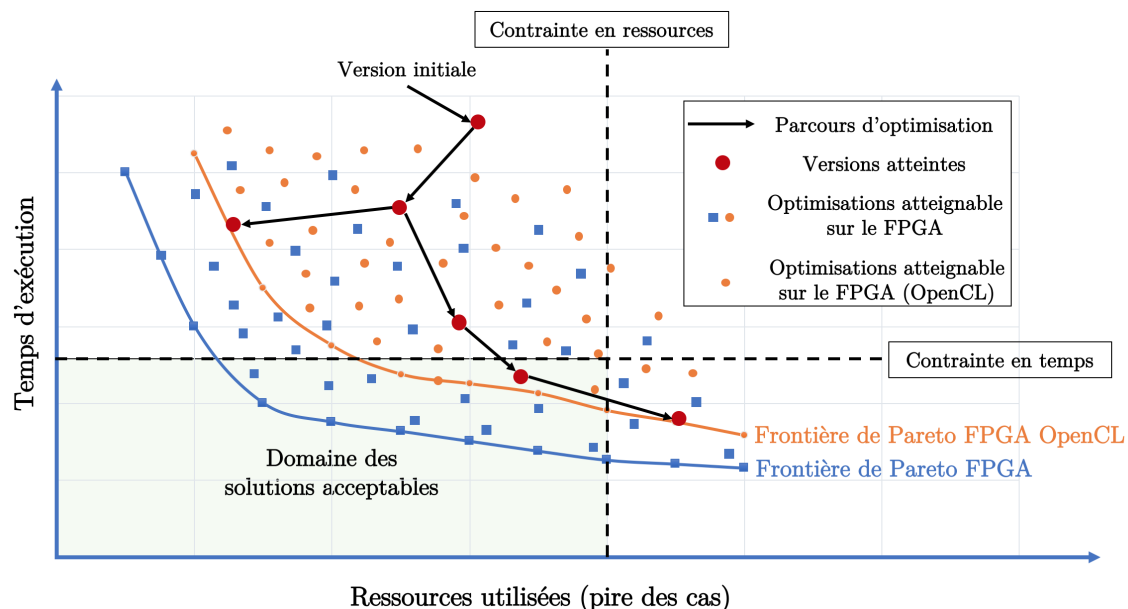 Contrainte en ressources
Version initiale
Parcours d'optimisation
Versions atteintes
Optimisations atteignable
sur le FPGA
Optimisations atteignable
sur le FPGA (OpenCL)
Temps d'exécution
Contrainte en temps
Frontière de Pareto FPGA OpenCL
Frontière de Pareto FPGA
Domaine des
solutions acceptables
Ressources utilisées (pire des cas)